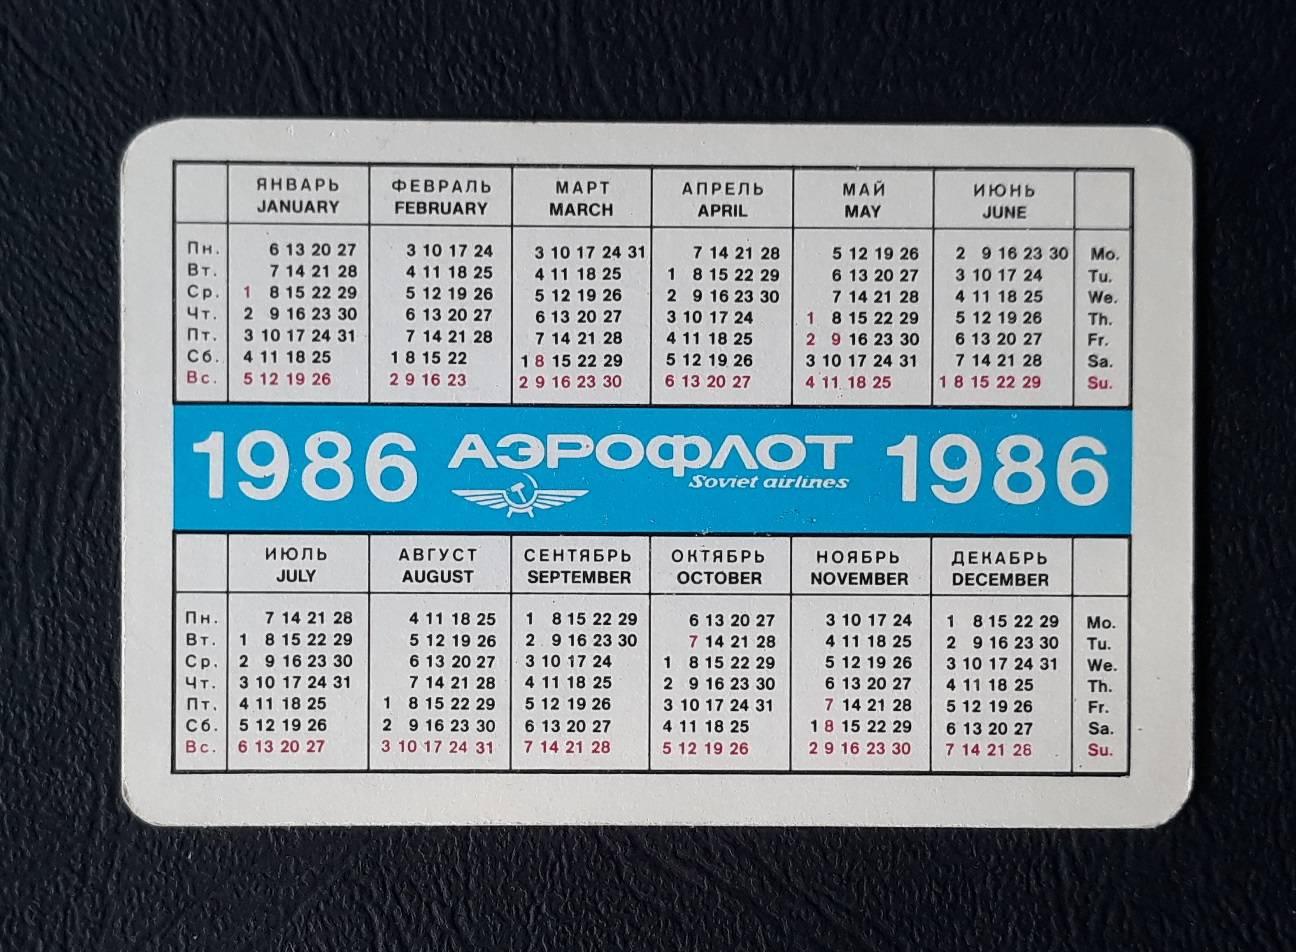 ЯНВАРЬ ФЕВРАЛЬ МАРТ АПРЕЛЬ МАЙ ИЮНЬ
JANUARY FEBRUARY MARCH APRIL MAY JUNE
Пн. 6 13 20 27 3 10 17 24 3 10 17 24 31 7 14 21 28 5 12 19 26 2 9 16 23 30 Mo.
Вт. 7 14 21 28 4 11 18 25 4 11 18 25 1 8 15 22 29 6 13 20 27 3 10 17 24 Tu.
Ср. 1 8 15 22 29 5 12 19 26 5 12 19 26 2 9 16 23 30 7 14 21 28 4 11 18 25 We.
Чт. 2 9 16 23 30 6 13 20 27 6 13 20 27 3 10 17 24 1 8 15 22 29 5 12 19 26 Th.
Пт. 3 10 17 24 31 7 14 21 28 7 14 21 28 4 11 18 25 2 9 16 23 30 6 13 20 27 Fr.
Сб. 4 11 18 25 1 8 15 22 1 8 15 22 29 5 12 19 26 3 10 17 24 31 7 14 21 28 Sa.
Вс. 5 12 19 26 2 9 16 23 2 9 16 23 30 6 13 20 27 4 11 18 25 1 8 15 22 29 Su.
1986 АЭРОФЛОТ 1986
Soviet airlines
ИЮЛЬ АВГУСТ СЕНТЯБРЬ ОКТЯБРЬ НОЯБРЬ ДЕКАБРЬ
JULY AUGUST SEPTEMBER OCTOBER NOVEMBER DECEMBER
Пн. 7 14 21 28 4 11 18 25 1 8 15 22 29 6 13 20 27 3 10 17 24 1 8 15 22 29 Mo.
Вт. 1 8 15 22 29 5 12 19 26 2 9 16 23 30 7 14 21 28 4 11 18 25 2 9 16 23 30 Tu.
Ср. 2 9 16 23 30 6 13 20 27 3 10 17 24 1 8 15 22 29 5 12 19 26 3 10 17 24 31 We.
Чт. 3 10 17 24 31 7 14 21 28 4 11 18 25 2 9 16 23 30 6 13 20 27 4 11 18 25 Th.
Пт. 4 11 18 25 1 8 15 22 29 5 12 19 26 3 10 17 24 31 7 14 21 28 5 12 19 26 Fr.
Сб. 5 12 19 26 2 9 16 23 30 6 13 20 27 4 11 18 25 1 8 15 22 29 6 13 20 27 Sa.
Вс. 6 13 20 27 3 10 17 24 31 7 14 21 28 5 12 19 26 2 9 16 23 30 7 14 21 28 Su.